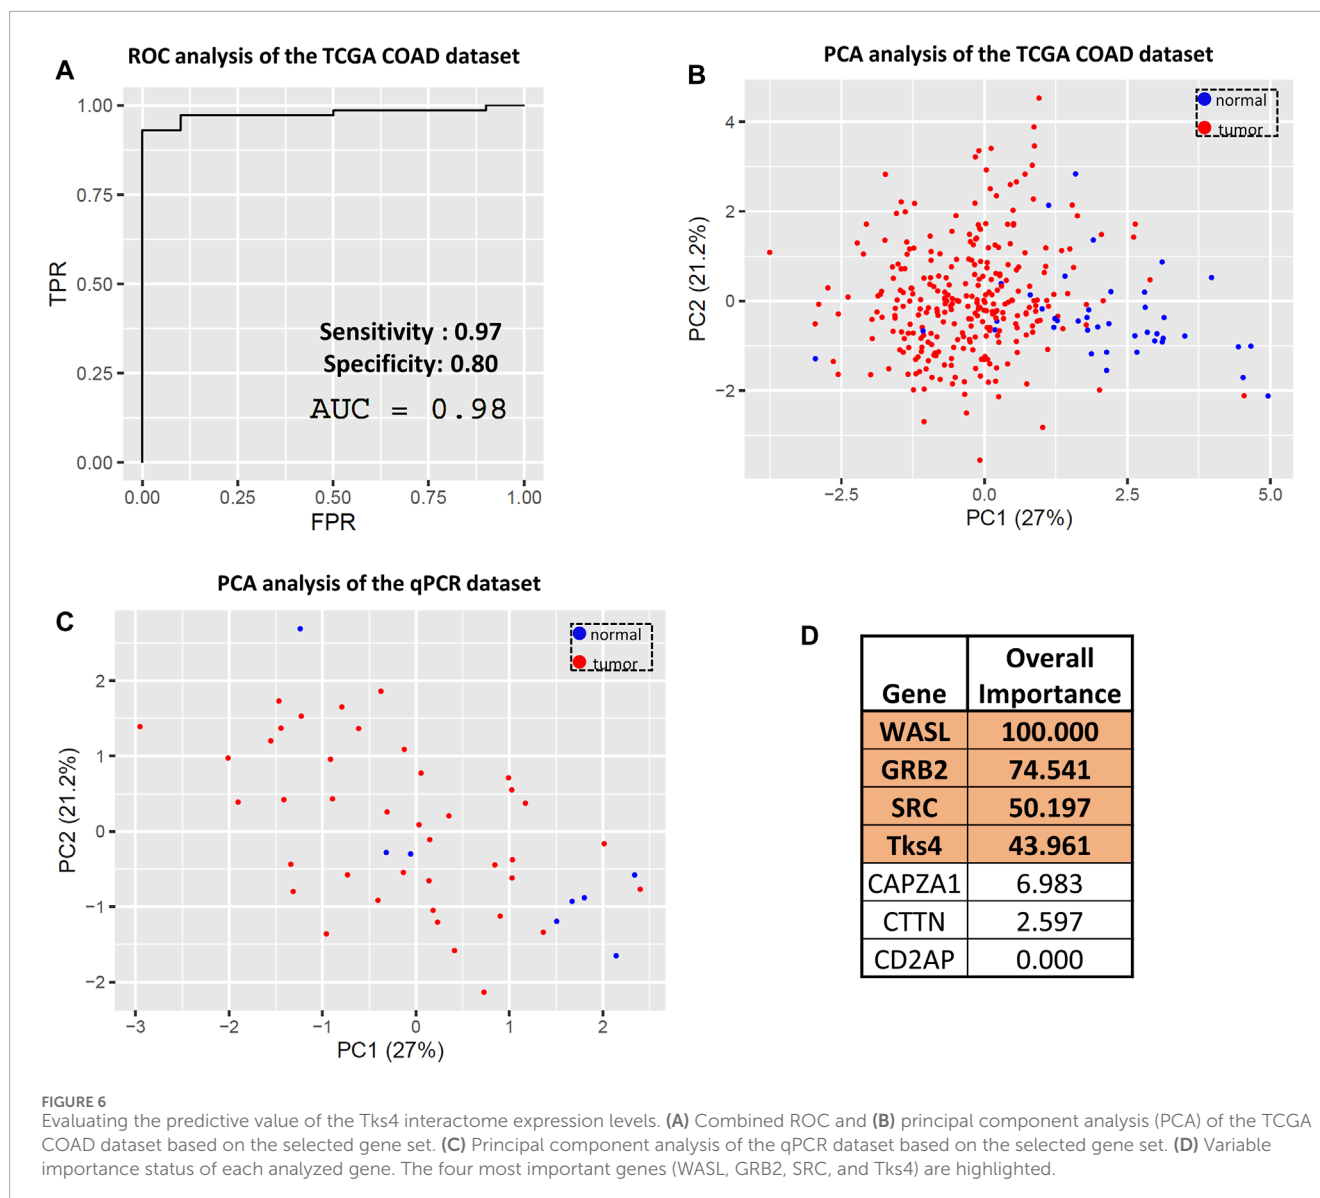 A
ROC analysis of the TCGA COAD dataset
1.00
0.75
0.50
0.25
0.00
TPR
Sensitivity : 0.97
Specificity: 0.80
AUC = 0.98
0.00 0.25 0.50 0.75 1.00
FPR
B
PCA analysis of the TCGA COAD dataset
normal
tumor
4
2
0
−2
PC2 (21.2%)
−2.5 0.0 2.5 5.0
PC1 (27%)
C
PCA analysis of the qPCR dataset
normal
tumor
2
1
0
−1
−2
PC2 (21.2%)
−3 −2 −1 0 1 2
PC1 (27%)
D
Gene Overall Importance
WASL 100.000
GRB2 74.541
SRC 50.197
Tks4 43.961
CAPZA1 6.983
CTTN 2.597
CD2AP 0.000
FIGURE 6
Evaluating the predictive value of the Tks4 interactome expression levels. (A) Combined ROC and (B) principal component analysis (PCA) of the TCGA
COAD dataset based on the selected gene set. (C) Principal component analysis of the qPCR dataset based on the selected gene set. (D) Variable
importance status of each analyzed gene. The four most important genes (WASL, GRB2, SRC, and Tks4) are highlighted.